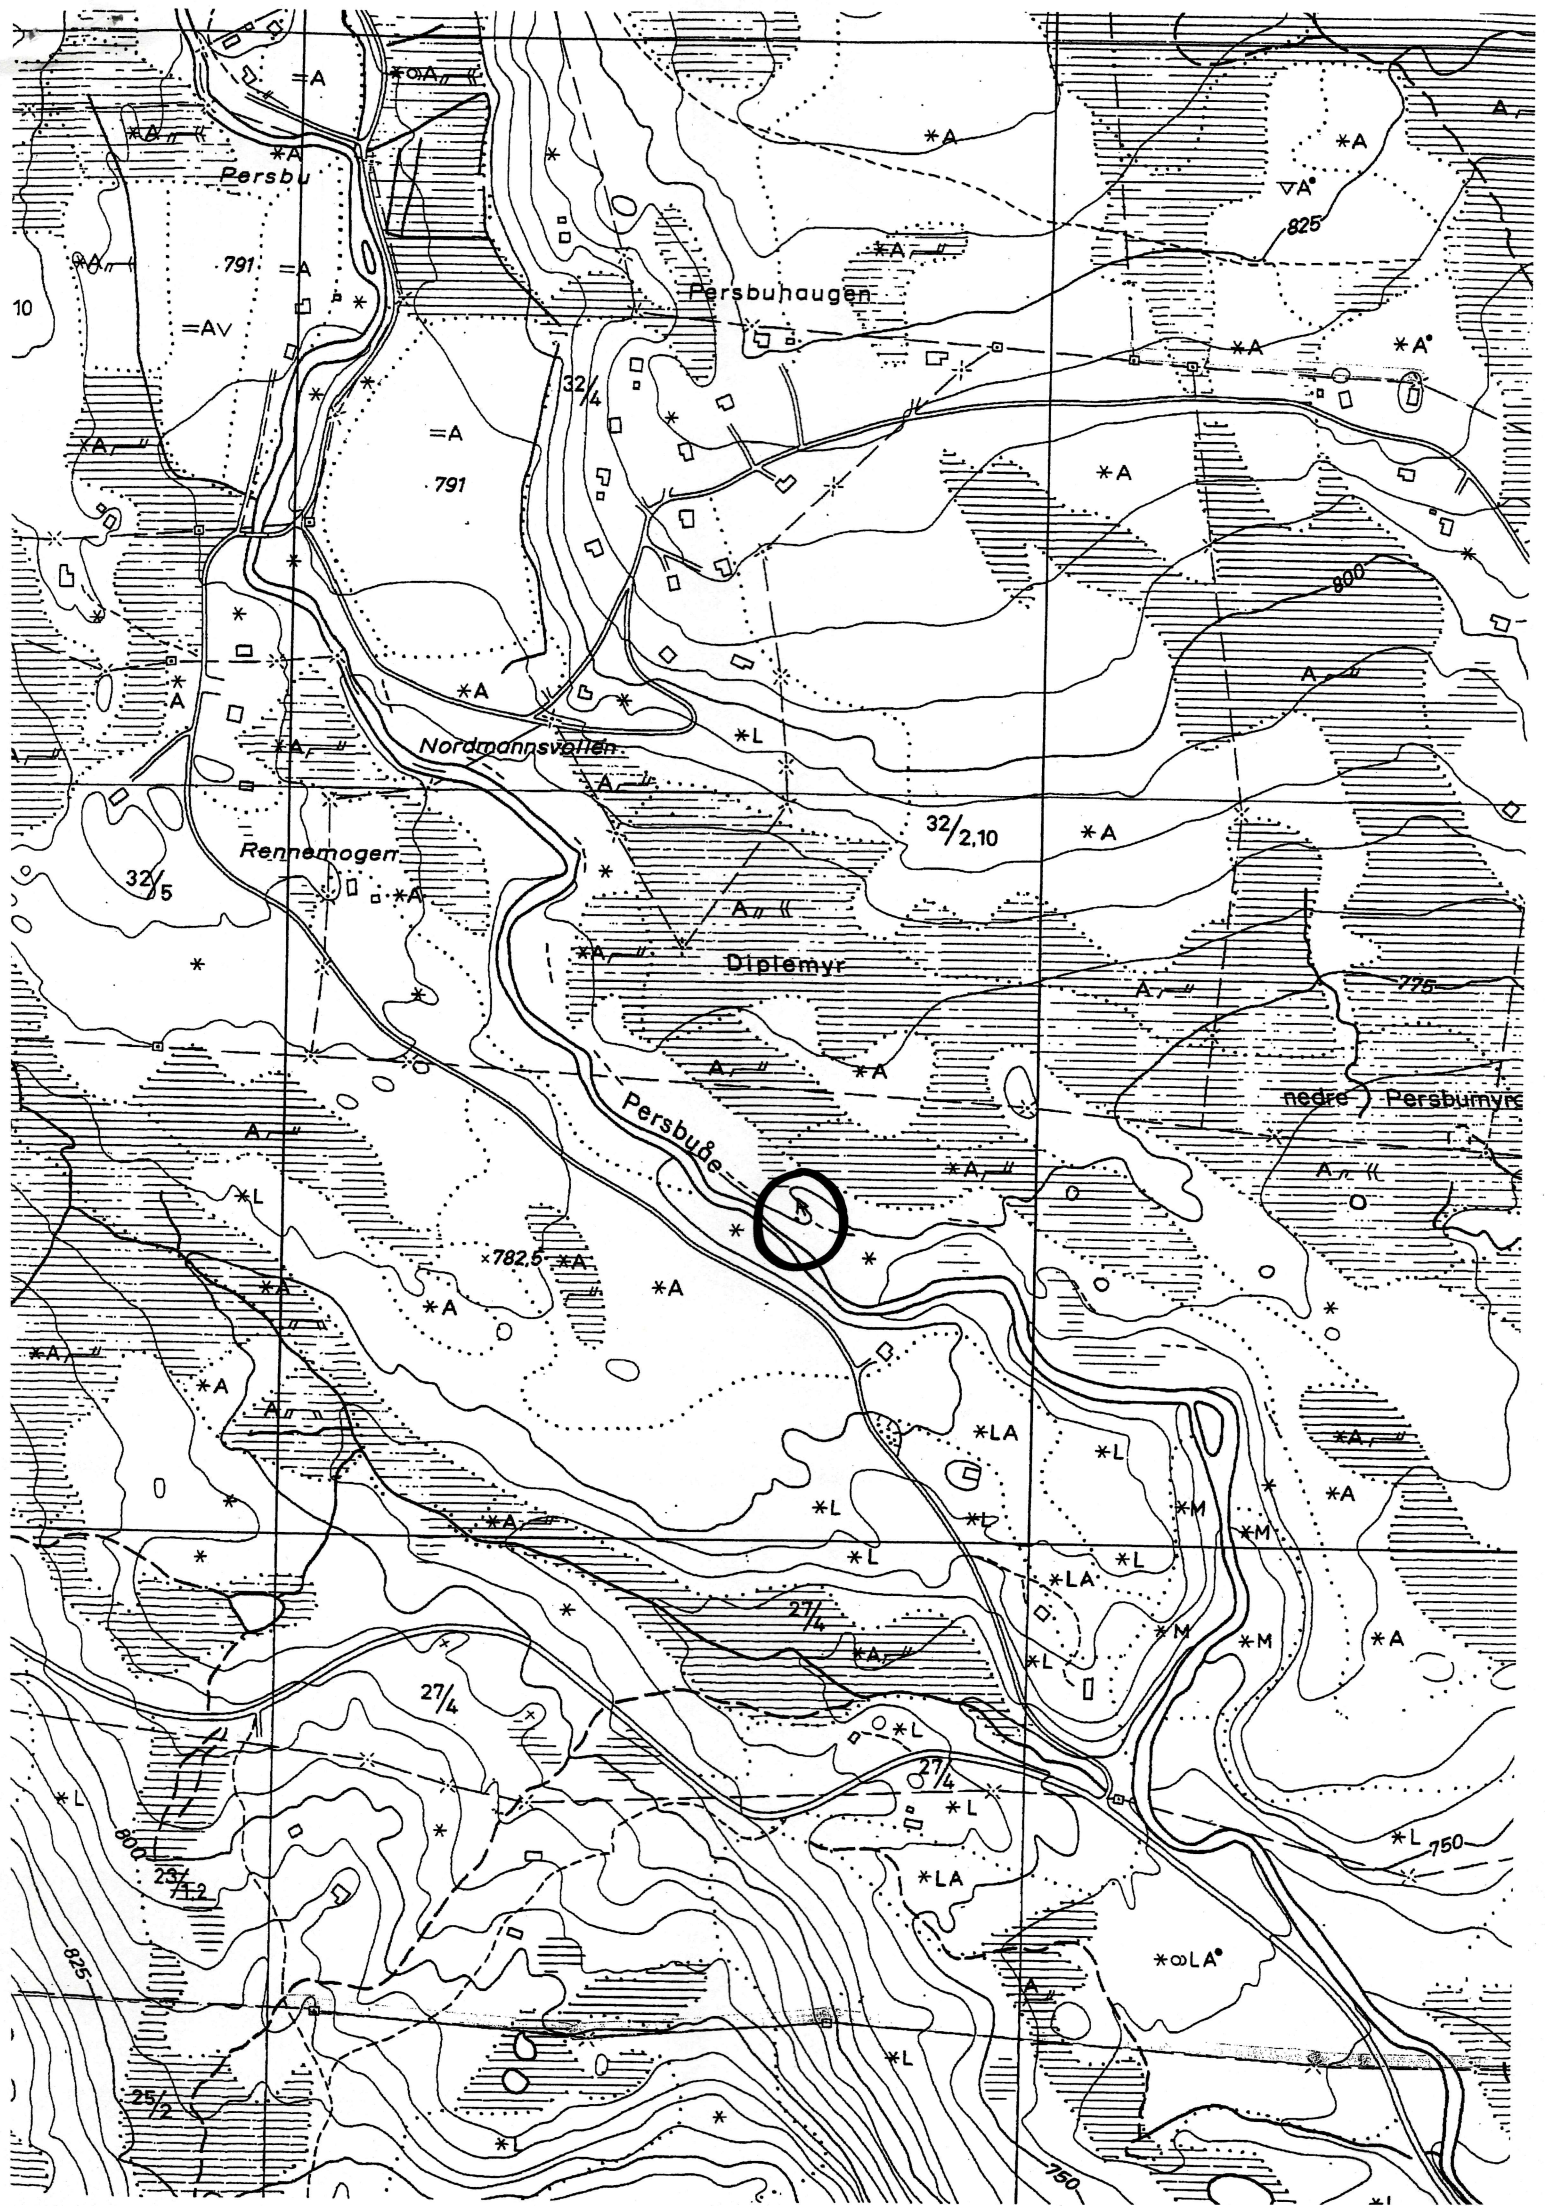 =A
*∞A
A
*A
*A
Persbu
*A
*A
▽A•
825
791
=A
*A
Persbuhaugen
10
=A∨
*A
*A•
32/4
=A
*A
791
800
*A
A
*A
A
*L
*A
Nordmannsvollen
A
32/2,10
*A
Rennemogen
32/5
*A
A
*A
Diplemyr
A
775
A
*A
nedre Persbumyre
Persbuåe
A
*A
A
*L
×782,5
*A
*A
*A
*A
*A
*A
A
*LA
*L
*A
*L
*M
*A
*L
*A
*M
*L
*L
*LA
27/4
*M
*M
*A
*A
*L
27/4
*L
27/4
*L
*L
*L
750
800
23/1,2
*LA
825
*∞LA•
A
*L
25/2
*L
750
*L